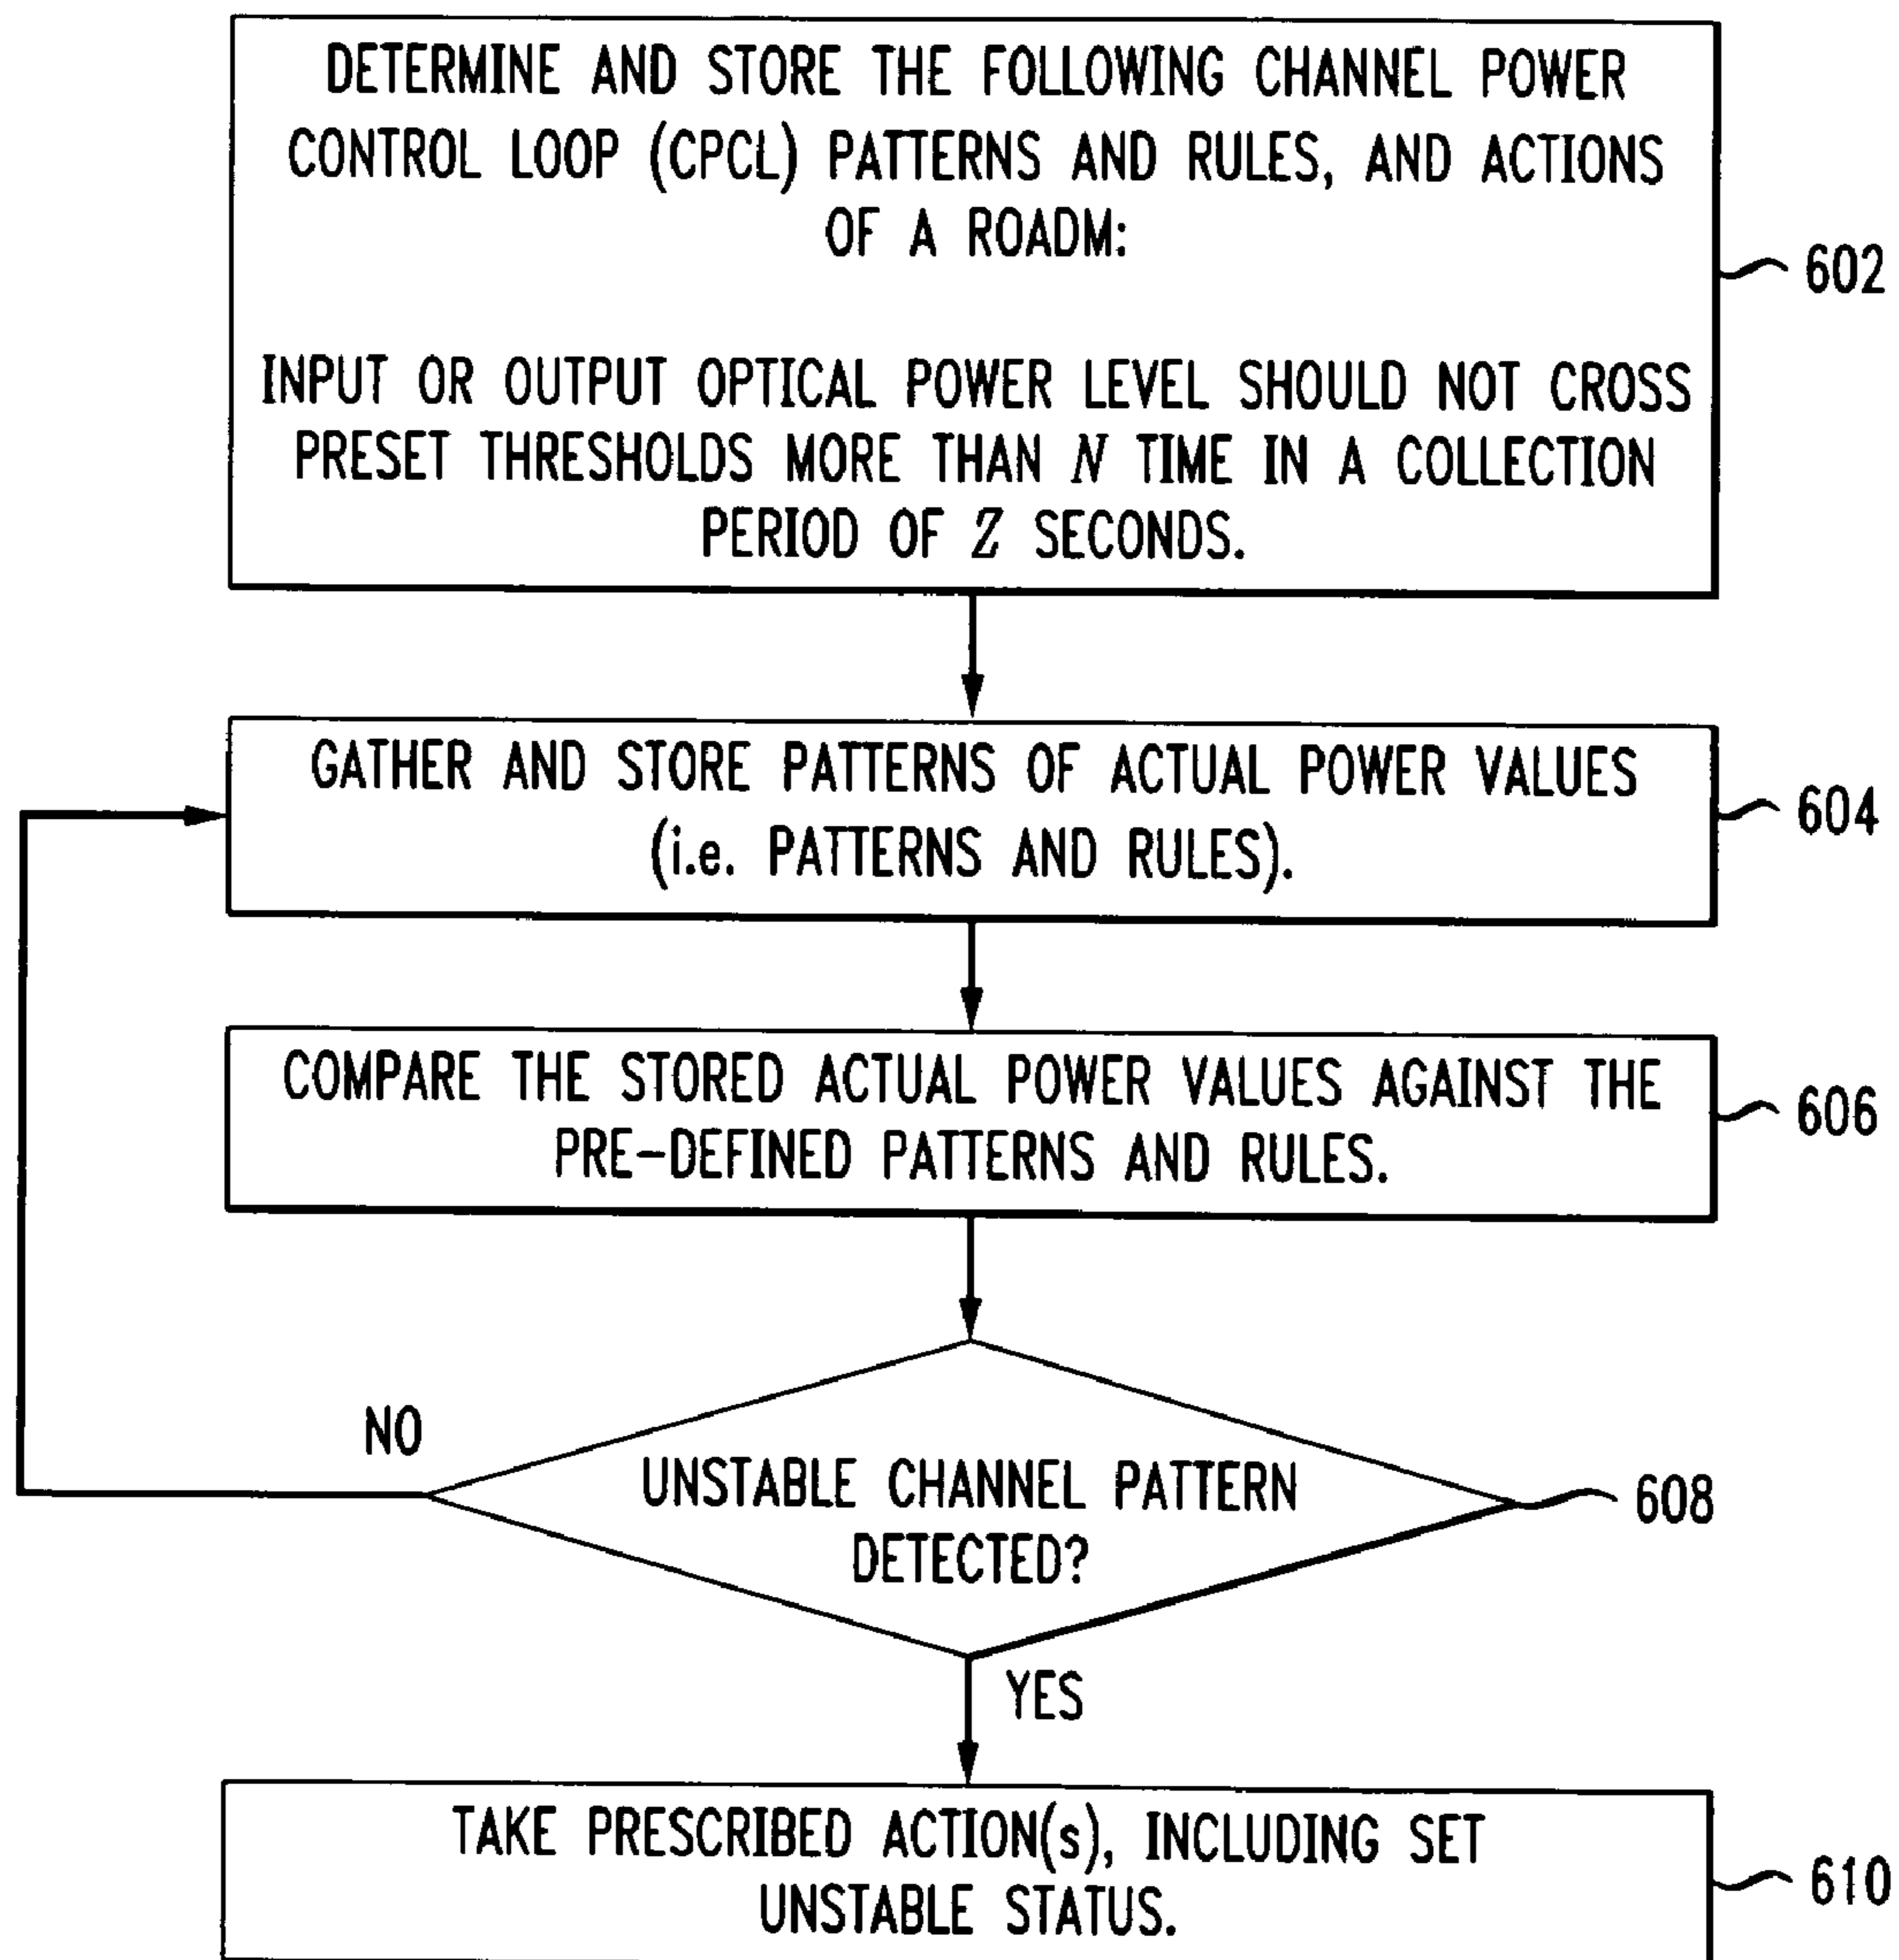 DETERMINE AND STORE THE FOLLOWING CHANNEL POWER
CONTROL LOOP (CPCL) PATTERNS AND RULES, AND ACTIONS
OF A ROADM:
INPUT OR OUTPUT OPTICAL POWER LEVEL SHOULD NOT CROSS
PRESET THRESHOLDS MORE THAN N TIME IN A COLLECTION
PERIOD OF Z SECONDS.
602
GATHER AND STORE PATTERNS OF ACTUAL POWER VALUES
(i.e. PATTERNS AND RULES).
604
COMPARE THE STORED ACTUAL POWER VALUES AGAINST THE
PRE-DEFINED PATTERNS AND RULES.
606
NO
UNSTABLE CHANNEL PATTERN
DETECTED?
608
YES
TAKE PRESCRIBED ACTION(s), INCLUDING SET
UNSTABLE STATUS.
610